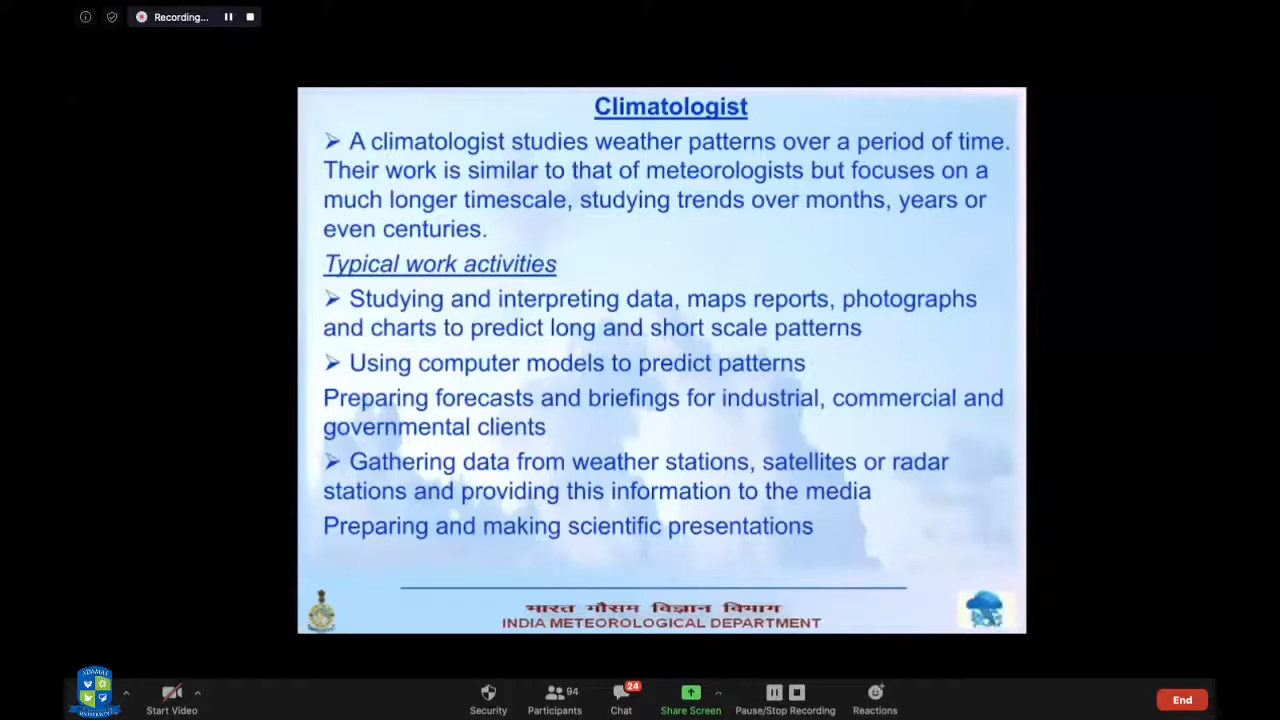 Recording...
Climatologist
➢ A climatologist studies weather patterns over a period of time.
Their work is similar to that of meteorologists but focuses on a
much longer timescale, studying trends over months, years or
even centuries.
Typical work activities
➢ Studying and interpreting data, maps reports, photographs
and charts to predict long and short scale patterns
➢ Using computer models to predict patterns
Preparing forecasts and briefings for industrial, commercial and
governmental clients
➢ Gathering data from weather stations, satellites or radar
stations and providing this information to the media
Preparing and making scientific presentations
भारत मौसम विज्ञान विभाग
INDIA METEOROLOGICAL DEPARTMENT
94
24
Start Video
Security
Participants
Chat
Share Screen
Pause/Stop Recording
Reactions
End